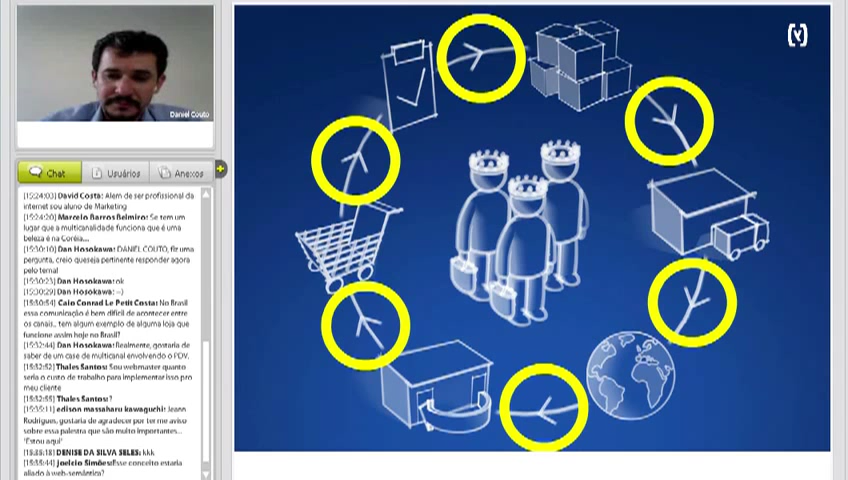 Daniel Couto
Chat
Usuários
Anexos
[15:24:03] David Costa: Alem de ser profissional da
internet sou aluno de Marketing
[15:24:20] Marcelo Barros Belmiro: Se tem um
lugar que a multicanalidade funciona que é uma
beleza é na Coréia....
[15:30:10] Dan Hosokawa: DANIEL COUTO, fiz uma
pergunta, creio que seja pertinente responder agora
pelo tema!
[15:30:23] Dan Hosokawa: ok
[15:30:29] Dan Hosokawa: =)
[15:30:54] Caio Conrad Le Petit Costa: No Brasil
essa comunicação é bem difícil de acontecer entre
os canais.. tem algum exemplo de alguma loja que
funcione assim hoje no Brasil?
[15:32:44] Dan Hosokawa: Realmente, gostaria de
saber de um case de multicanal envolvendo o PDV.
[15:32:52] Thales Santos: Sou webmaster quanto
seria o custo de trabalho para implementar isso pro
meu cliente
[15:32:55] Thales Santos: ?
[15:35:11] edison massaharu kawaguchi: Jeann
Rodrigues, gostaria de agradecer por ter me aviso
sobre essa palestra que são muito importantes...
"Estou aqui"
[15:35:18] DENISE DA SILVA SELES: kkk
[15:35:44] Joelcio Simões: Esse conceito estaria
aliado à web-semântica?